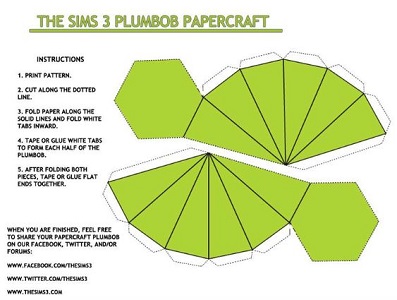 THE SIMS 3 PLUMBOB PAPERCRAFT
INSTRUCTIONS
1. PRINT PATTERN.
2. CUT ALONG THE DOTTED
LINE.
3. FOLD PAPER ALONG THE
SOLID LINES AND FOLD WHITE
TABS INWARD.
4. TAPE OR GLUE WHITE TABS
TO FORM EACH HALF OF THE
PLUMBOB.
5. AFTER FOLDING BOTH
PIECES, TAPE OR GLUE FLAT
ENDS TOGETHER.
WHEN YOU ARE FINISHED, FEEL FREE
TO SHARE YOUR PAPERCRAFT PLUMBOB
ON OUR FACEBOOK, TWITTER, AND/OR
FORUMS:
WWW.FACEBOOK.COM/THESIMS3
WWW.TWITTER.COM/THESIMS3
WWW.THESIMS3.COM